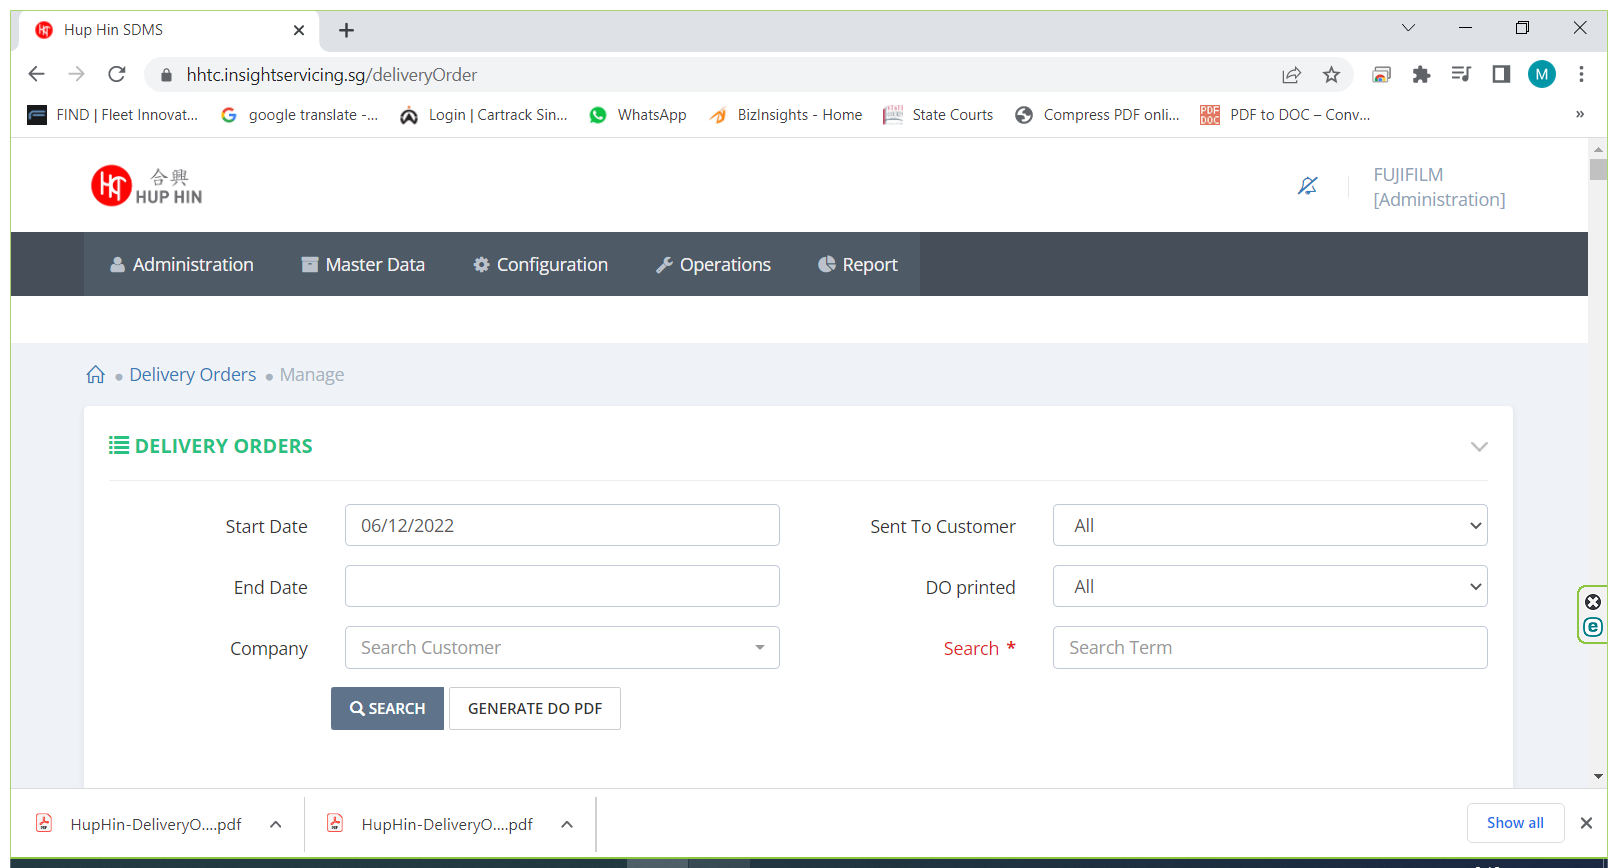 Hup Hin SDMS
hhtc.insightservicing.sg/deliveryOrder
M
FIND | Fleet Innovat... google translate -... Login | Cartrack Sin... WhatsApp BizInsights - Home State Courts Compress PDF onli... PDF to DOC – Conv... »
合興
HUP HIN
FUJIFILM
[Administration]
Administration Master Data Configuration Operations Report
Delivery Orders Manage
DELIVERY ORDERS
Start Date 06/12/2022 Sent To Customer All
End Date DO printed All
Company Search Customer Search * Search Term
SEARCH GENERATE DO PDF
HupHin-DeliveryO....pdf HupHin-DeliveryO....pdf Show all